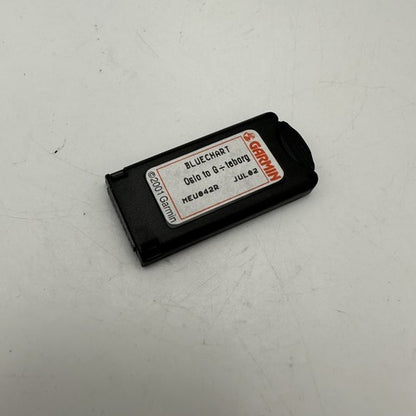 BLUECHART
Oslo to G÷teborg
MEU042R JUL02
©2001 Garmin
GARMIN